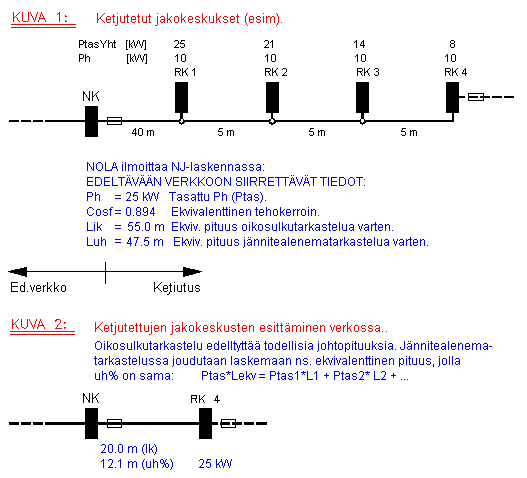 KUVA 1: Ketjutetut jakokeskukset (esim).
PtasYht [kW] 25 21 14 8
Ph [kW] 10 10 10 10
RK 1 RK 2 RK 3 RK 4
NK
40 m 5 m 5 m 5 m
NOLA ilmoittaa NJ-laskennassa:
EDELTÄVÄÄN VERKKOON SIIRRETTÄVÄT TIEDOT:
Ph = 25 kW Tasattu Ph (Ptas).
Cosf = 0.894 Ekvivalenttinen tehokerroin.
Lik = 55.0 m Ekviv. pituus oikosulkutarkastelua varten.
Luh = 47.5 m Ekviv. pituus jännitealenematarkastelua varten.
Ed.verkko Ketjutus
KUVA 2: Ketjutettujen jakokeskusten esittäminen verkossa..
Oikosulkutarkastelu edelltyttää todellisia johtopituuksia. Jännitealenema-
tarkastelussa joudutaan laskemaan ns. ekvivalenttinen pituus, jolla
uh% on sama: Ptas*Lekv = Ptas1*L1 + Ptas2* L2 + ...
NK RK 4
20.0 m (Ik)
12.1 m (uh%) 25 kW